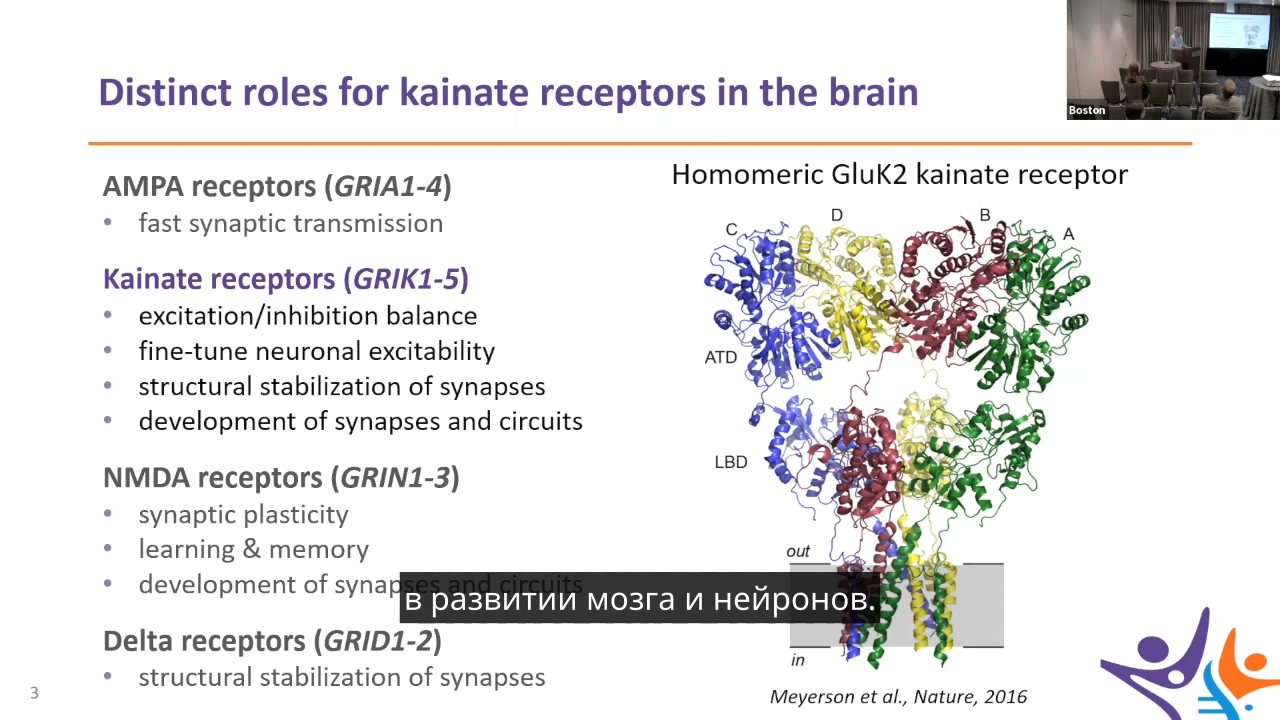 Boston
Distinct roles for kainate receptors in the brain
AMPA receptors (GRIA1-4)
• fast synaptic transmission
Kainate receptors (GRIK1-5)
• excitation/inhibition balance
• fine-tune neuronal excitability
• structural stabilization of synapses
• development of synapses and circuits
NMDA receptors (GRIN1-3)
• synaptic plasticity
• learning & memory
• development of synapses and circuits
Delta receptors (GRID1-2)
• structural stabilization of synapses
3
Homomeric GluK2 kainate receptor
C
D
B
A
ATD
LBD
out
in
Meyerson et al., Nature, 2016
в развитии мозга и нейронов.